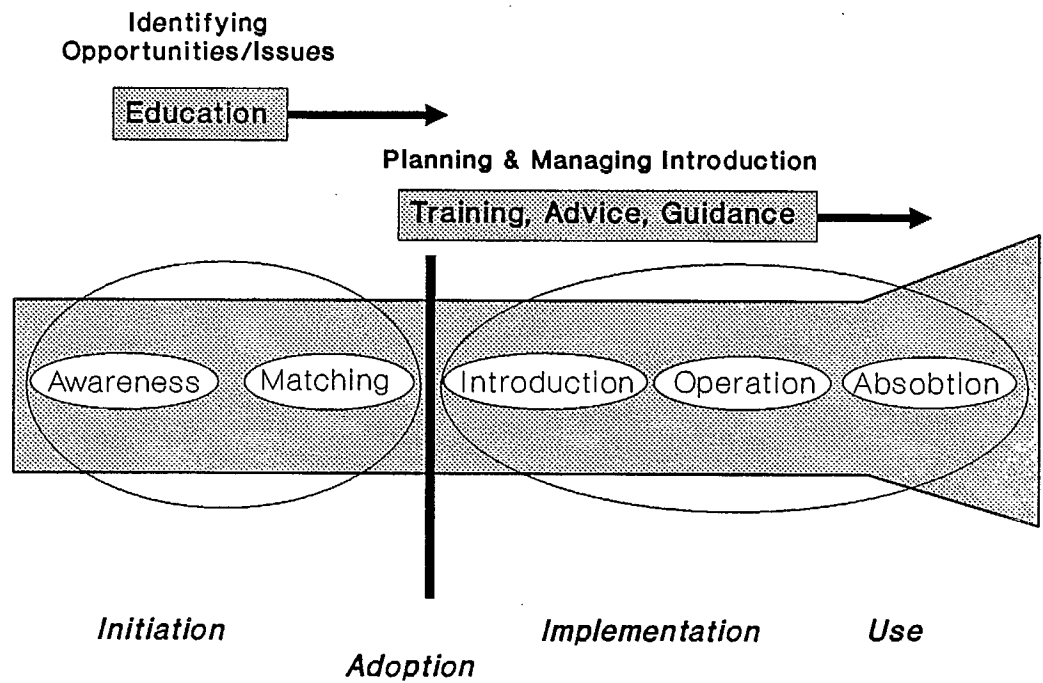 Identifying
Opportunities/Issues
Education
Planning & Managing Introduction
Training, Advice, Guidance
Awareness
Matching
Introduction
Operation
Absobtion
Initiation
Implementation
Use
Adoption